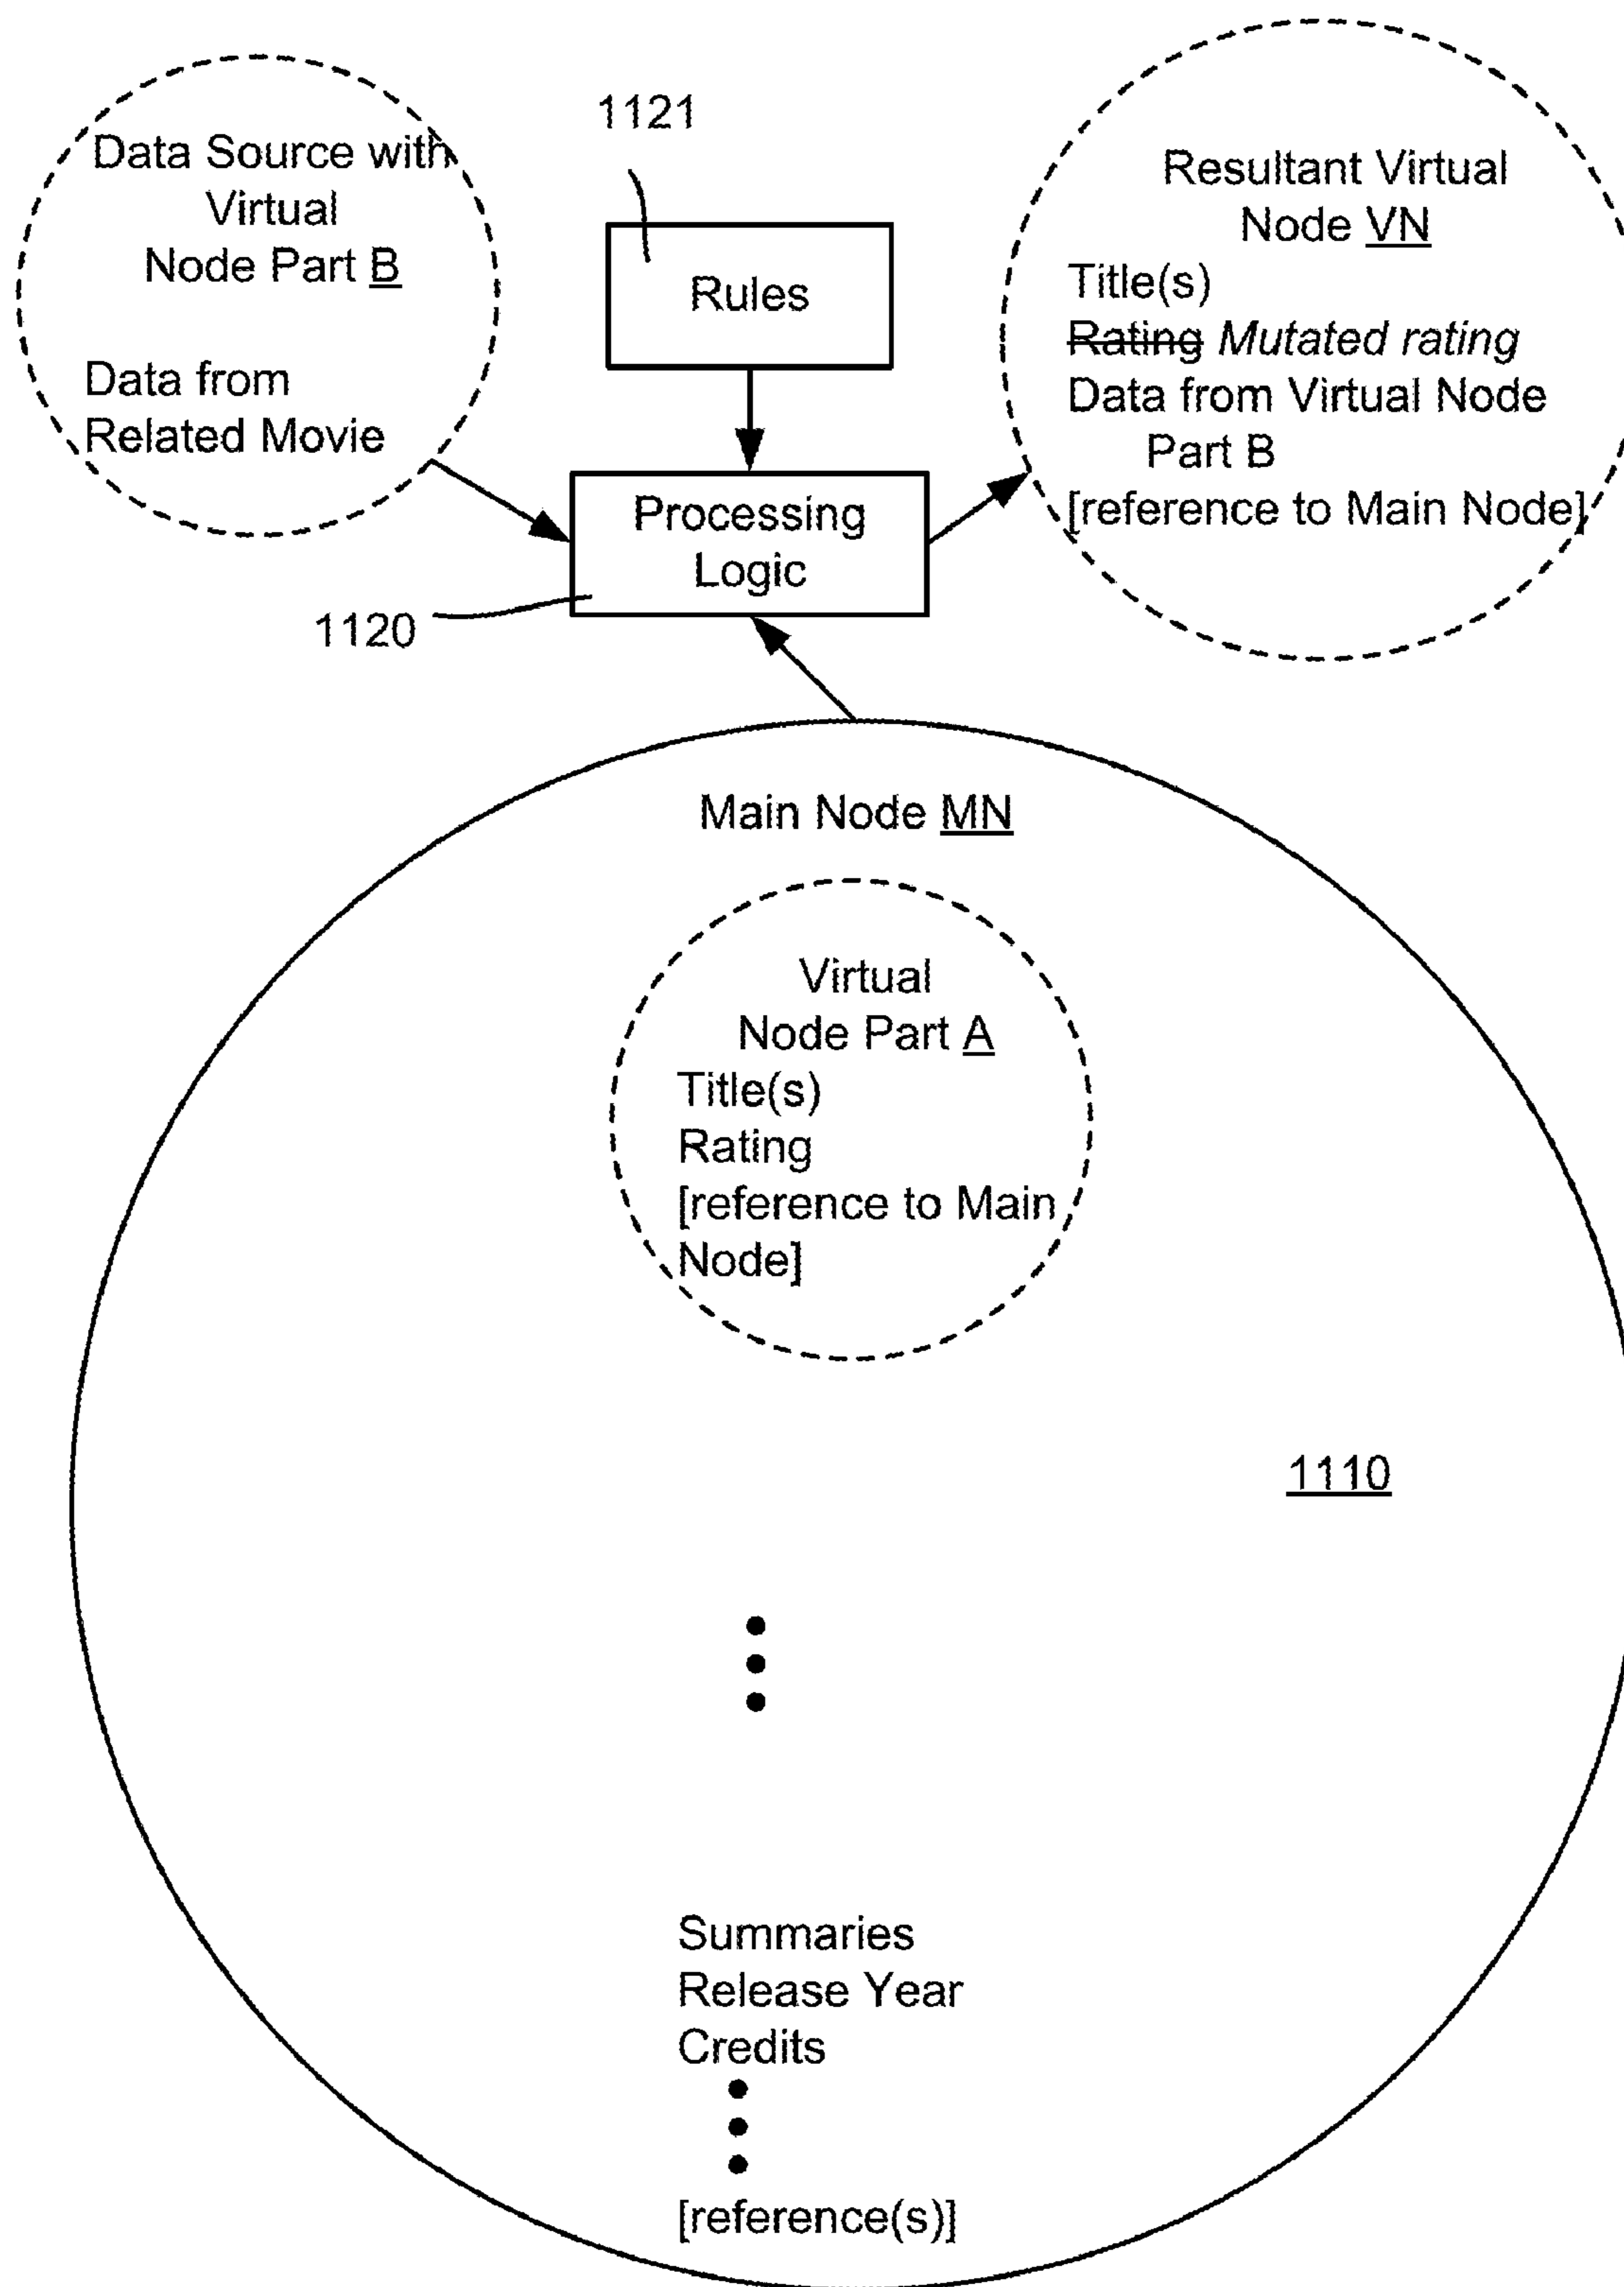 Data Source with
Virtual
Node Part B
Data from
Related Movie
1121
Rules
Resultant Virtual
Node VN
Title(s)
Rating Mutated rating
Data from Virtual Node
Part B
[reference to Main Node]
Processing
Logic
1120
Main Node MN
Virtual
Node Part A
Title(s)
Rating
[reference to Main
Node]
1110
Summaries
Release Year
Credits
[reference(s)]